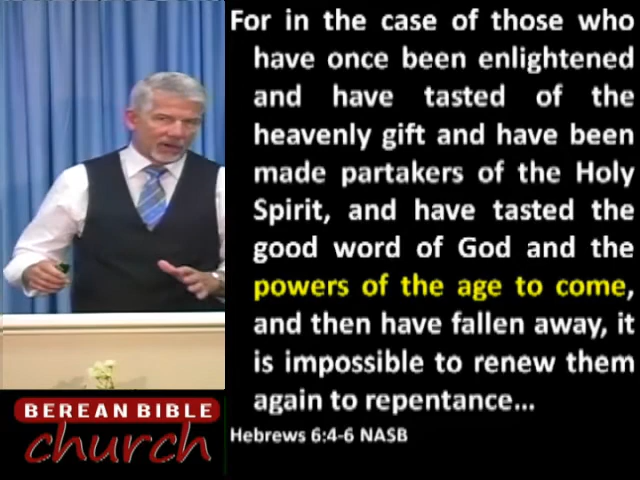 For in the case of those who
have once been enlightened
and have tasted of the
heavenly gift and have been
made partakers of the Holy
Spirit, and have tasted the
good word of God and the
powers of the age to come,
and then have fallen away, it
is impossible to renew them
again to repentance...
Hebrews 6:4-6 NASB
BEREAN BIBLE
church